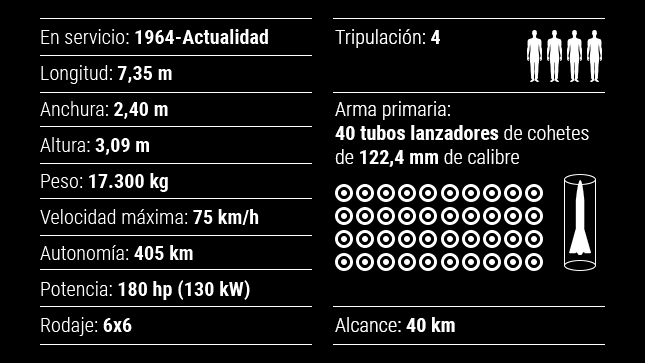 En servicio: 1964-Actualidad
Longitud: 7,35 m
Anchura: 2,40 m
Altura: 3,09 m
Peso: 17.300 kg
Velocidad máxima: 75 km/h
Autonomía: 405 km
Potencia: 180 hp (130 kW)
Rodaje: 6x6
Tripulación: 4
Arma primaria:
40 tubos lanzadores de cohetes
de 122,4 mm de calibre
Alcance: 40 km